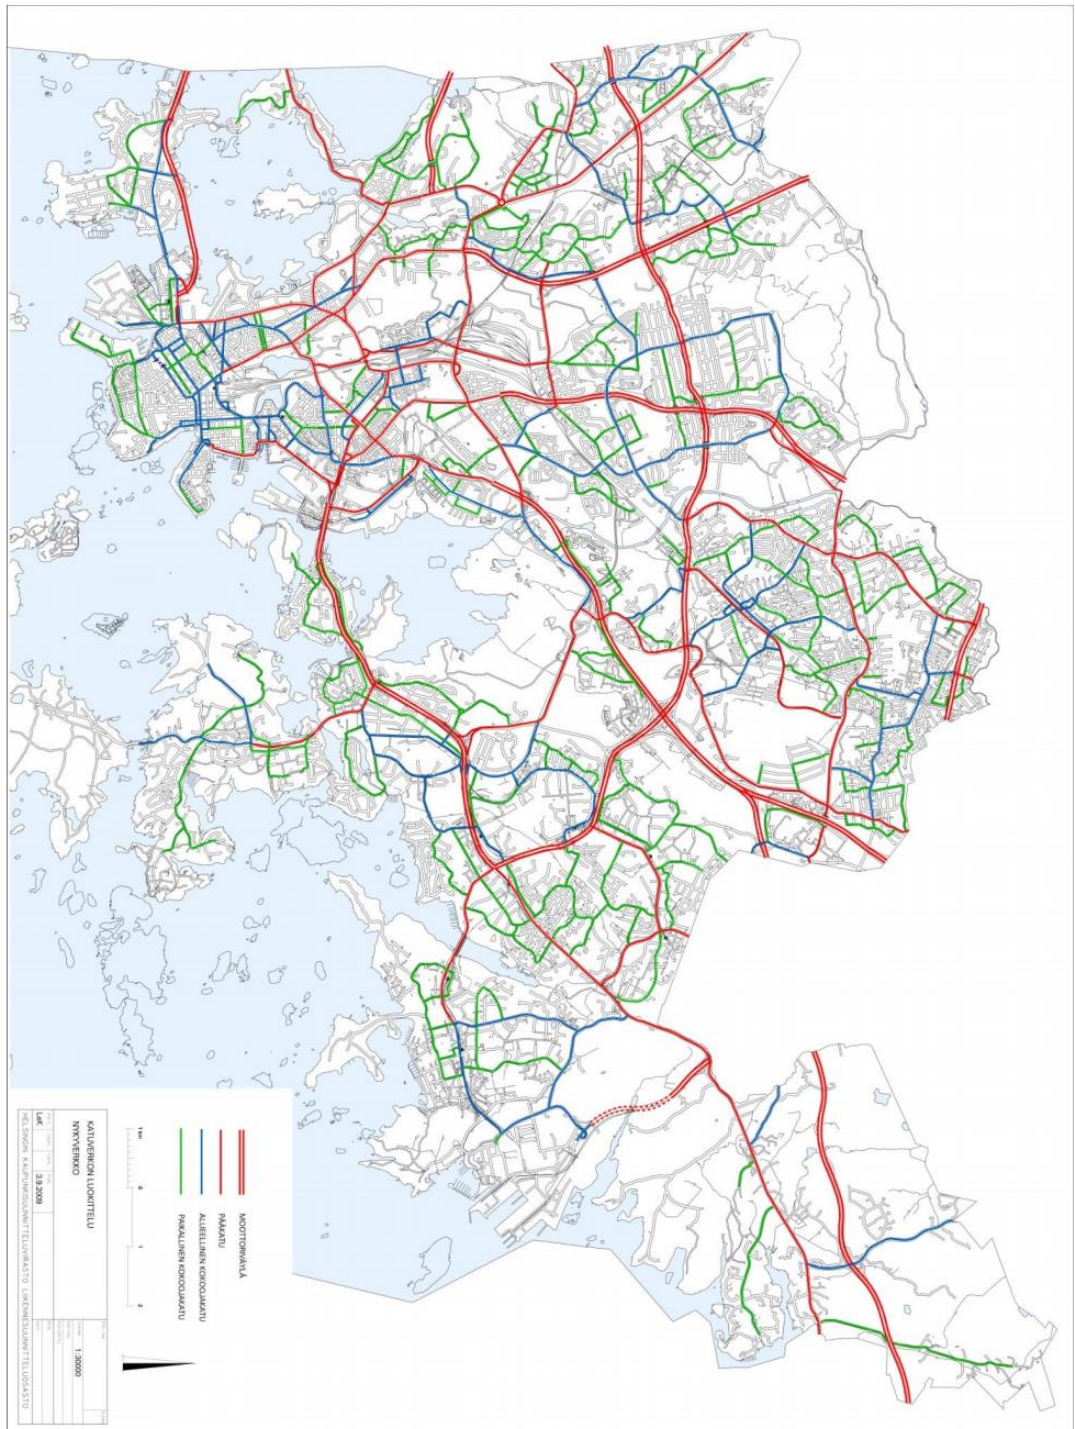 MOOTTORIVÄYLÄ
PÄÄKATU
ALUEELLINEN KOKOOJAKATU
PAIKALLINEN KOKOOJAKATU
1 km
0
1
2
KATUVERKON LUOKITTELU
NYKYVERKKO
1:30000
LaK
3.9.2009
HELSINGIN KAUPUNKISUUNNITTELUVIRASTO LIIKENNESUUNNITTELUOSASTO